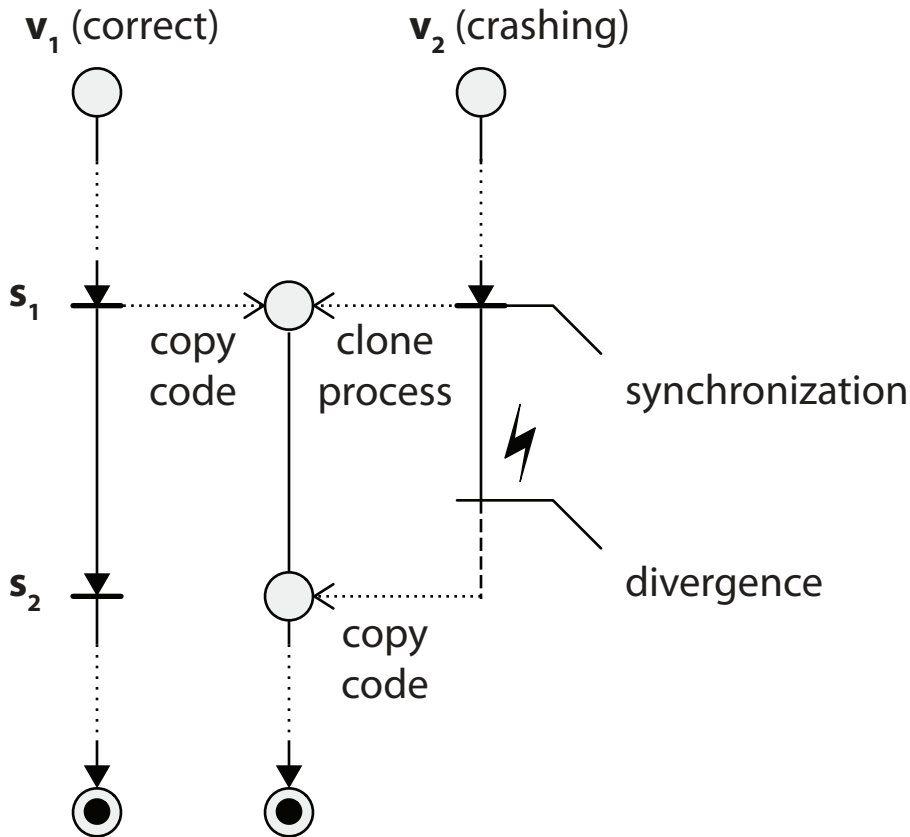 v1 (correct)
v2 (crashing)
s1
copy
code
clone
process
synchronization
s2
divergence
copy
code